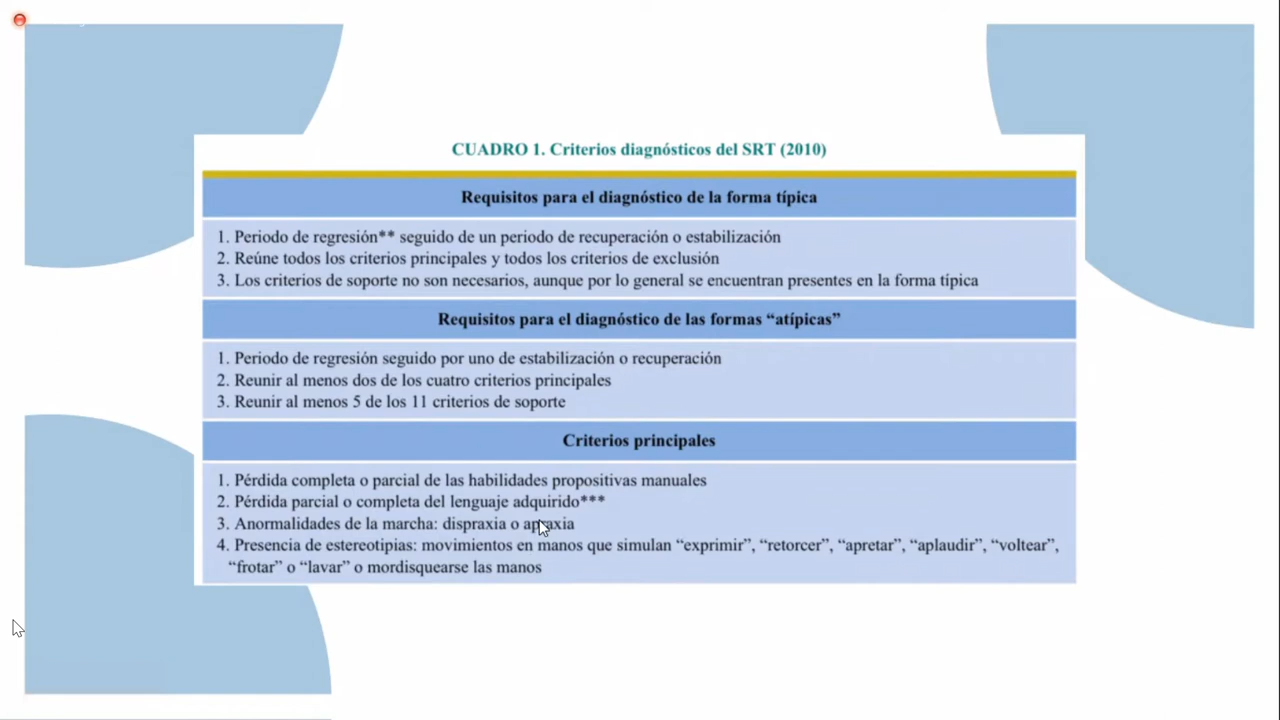 CUADRO 1. Criterios diagnósticos del SRT (2010)
Requisitos para el diagnóstico de la forma típica
1. Periodo de regresión** seguido de un periodo de recuperación o estabilización
2. Reúne todos los criterios principales y todos los criterios de exclusión
3. Los criterios de soporte no son necesarios, aunque por lo general se encuentran presentes en la forma típica
Requisitos para el diagnóstico de las formas “atípicas”
1. Periodo de regresión seguido por uno de estabilización o recuperación
2. Reunir al menos dos de los cuatro criterios principales
3. Reunir al menos 5 de los 11 criterios de soporte
Criterios principales
1. Pérdida completa o parcial de las habilidades propositivas manuales
2. Pérdida parcial o completa del lenguaje adquirido***
3. Anormalidades de la marcha: dispraxia o apraxia
4. Presencia de estereotipias: movimientos en manos que simulan “exprimir”, “retorcer”, “apretar”, “aplaudir”, “voltear”,
“frotar” o “lavar” o mordisquearse las manos